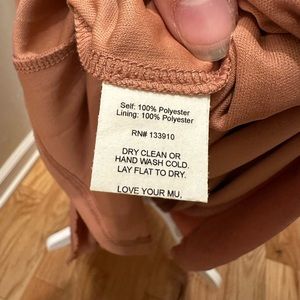 Self: 100% Polyester
Lining: 100% Polyester
RN# 133910
DRY CLEAN OR
HAND WASH COLD.
LAY FLAT TO DRY.
LOVE YOUR MU.